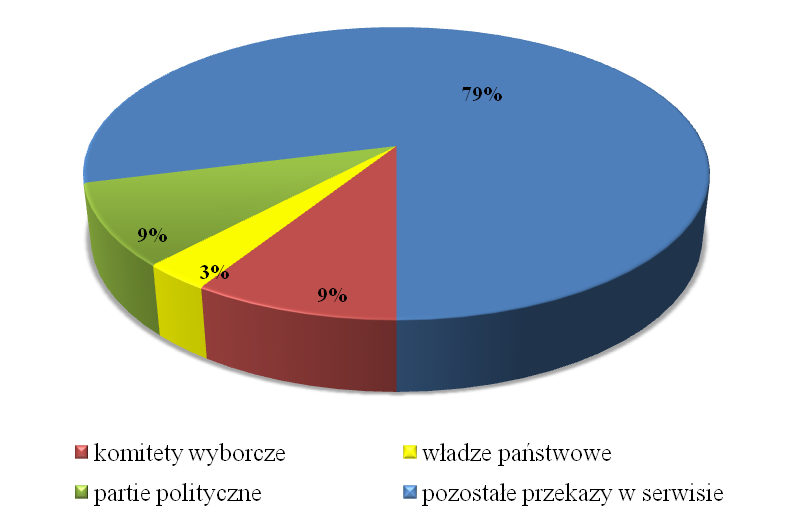 79%
9%
3%
9%
komitety wyborcze
władze państwowe
partie polityczne
pozostałe przekazy w serwisie